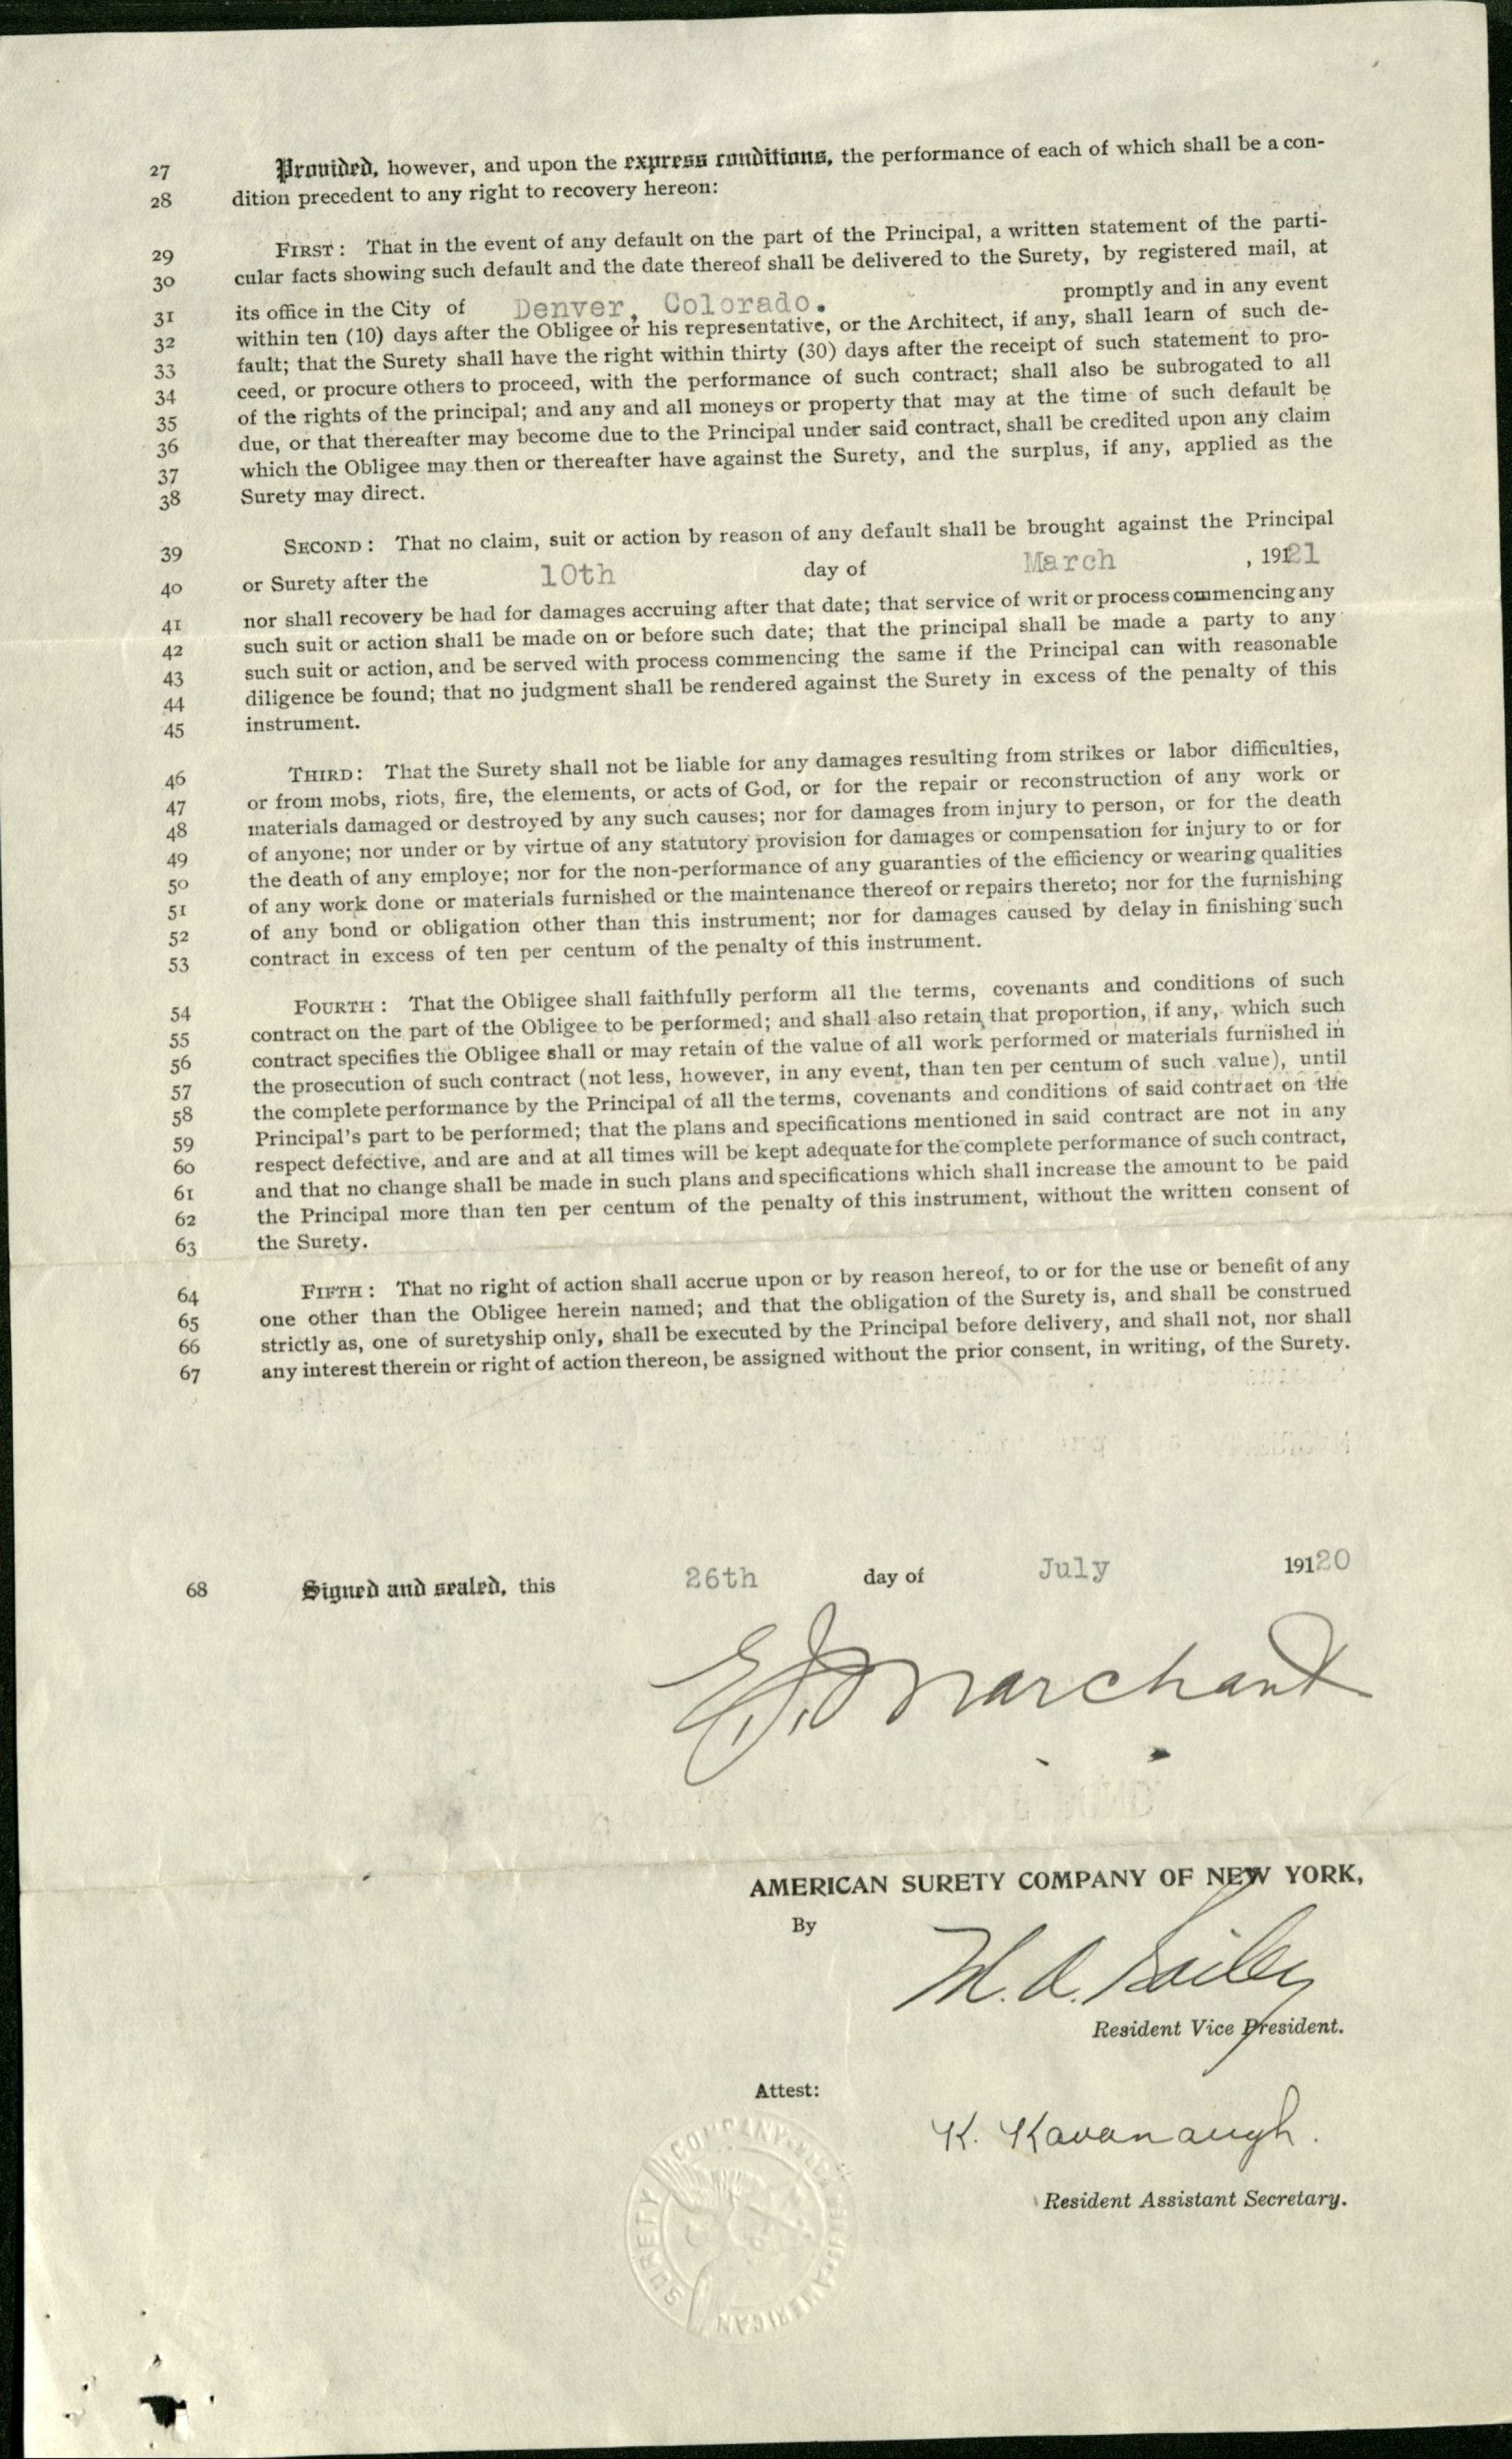 27 Provided, however, and upon the express conditions, the performance of each of which shall be a con-
28 dition precedent to any right to recovery hereon:
29 FIRST: That in the event of any default on the part of the Principal, a written statement of the parti-
30 cular facts showing such default and the date thereof shall be delivered to the Surety, by registered mail, at
31 its office in the City of Denver, Colorado. promptly and in any event
32 within ten (10) days after the Obligee or his representative, or the Architect, if any, shall learn of such de-
33 fault; that the Surety shall have the right within thirty (30) days after the receipt of such statement to pro-
34 ceed, or procure others to proceed, with the performance of such contract; shall also be subrogated to all
35 of the rights of the principal; and any and all moneys or property that may at the time of such default be
36 due, or that thereafter may become due to the Principal under said contract, shall be credited upon any claim
37 which the Obligee may then or thereafter have against the Surety, and the surplus, if any, applied as the
38 Surety may direct.
39 SECOND: That no claim, suit or action by reason of any default shall be brought against the Principal
40 or Surety after the 10th day of March , 19121
41 nor shall recovery be had for damages accruing after that date; that service of writ or process commencing any
42 such suit or action shall be made on or before such date; that the principal shall be made a party to any
43 such suit or action, and be served with process commencing the same if the Principal can with reasonable
44 diligence be found; that no judgment shall be rendered against the Surety in excess of the penalty of this
45 instrument.
46 THIRD: That the Surety shall not be liable for any damages resulting from strikes or labor difficulties,
47 or from mobs, riots, fire, the elements, or acts of God, or for the repair or reconstruction of any work or
48 materials damaged or destroyed by any such causes; nor for damages from injury to person, or for the death
49 of anyone; nor under or by virtue of any statutory provision for damages or compensation for injury to or for
50 the death of any employe; nor for the non-performance of any guaranties of the efficiency or wearing qualities
51 of any work done or materials furnished or the maintenance thereof or repairs thereto; nor for the furnishing
52 of any bond or obligation other than this instrument; nor for damages caused by delay in finishing such
53 contract in excess of ten per centum of the penalty of this instrument.
54 FOURTH: That the Obligee shall faithfully perform all the terms, covenants and conditions of such
55 contract on the part of the Obligee to be performed; and shall also retain that proportion, if any, which such
56 contract specifies the Obligee shall or may retain of the value of all work performed or materials furnished in
57 the prosecution of such contract (not less, however, in any event, than ten per centum of such value), until
58 the complete performance by the Principal of all the terms, covenants and conditions of said contract on the
59 Principal's part to be performed; that the plans and specifications mentioned in said contract are not in any
60 respect defective, and are and at all times will be kept adequate for the complete performance of such contract,
61 and that no change shall be made in such plans and specifications which shall increase the amount to be paid
62 the Principal more than ten per centum of the penalty of this instrument, without the written consent of
63 the Surety.
64 FIFTH: That no right of action shall accrue upon or by reason hereof, to or for the use or benefit of any
65 one other than the Obligee herein named; and that the obligation of the Surety is, and shall be construed
66 strictly as, one of suretyship only, shall be executed by the Principal before delivery, and shall not, nor shall
67 any interest therein or right of action thereon, be assigned without the prior consent, in writing, of the Surety.
68 Signed and sealed, this 26th day of July 19120
E.J. Marchant
AMERICAN SURETY COMPANY OF NEW YORK,
By
Bailey
Resident Vice President.
Attest:
K. Kavanaugh.
Resident Assistant Secretary.
SURETY COMPANY
AMERICAN